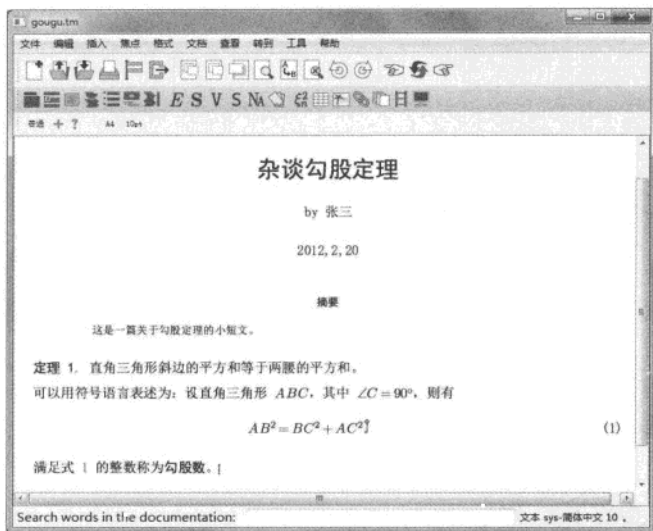 gougu.tm
文件 编辑 插入 焦点 格式 文档 查看 转到 工具 帮助
E S V S
普通 + ? A4 10pt
杂谈勾股定理
by 张三
2012,2,20
摘要
这是一篇关于勾股定理的小短文。
定理 1. 直角三角形斜边的平方和等于两腰的平方和。
可以用符号语言表述为: 设直角三角形 ABC, 其中 ∠C = 90°, 则有
AB² = BC² + AC² (1)
满足式 1 的整数称为勾股数。
Search words in the documentation: 文本 sys-简体中文 10 。